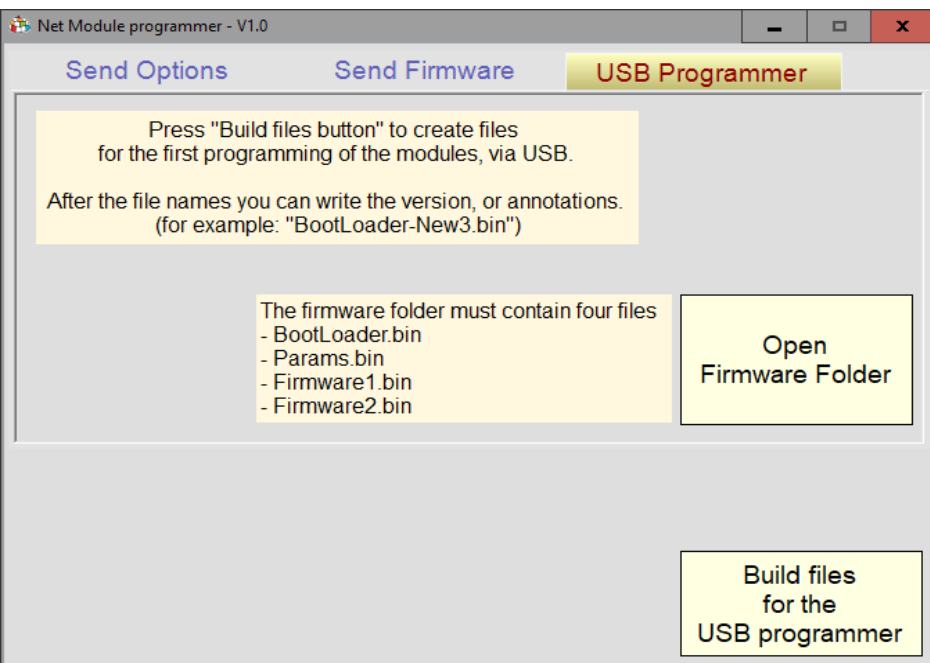 Net Module programmer - V1.0
Send Options
Send Firmware
USB Programmer
Press "Build files button" to create files
for the first programming of the modules, via USB.
After the file names you can write the version, or annotations.
(for example: "BootLoader-New3.bin")
The firmware folder must contain four files
- BootLoader.bin
- Params.bin
- Firmware1.bin
- Firmware2.bin
Open
Firmware Folder
Build files
for the
USB programmer